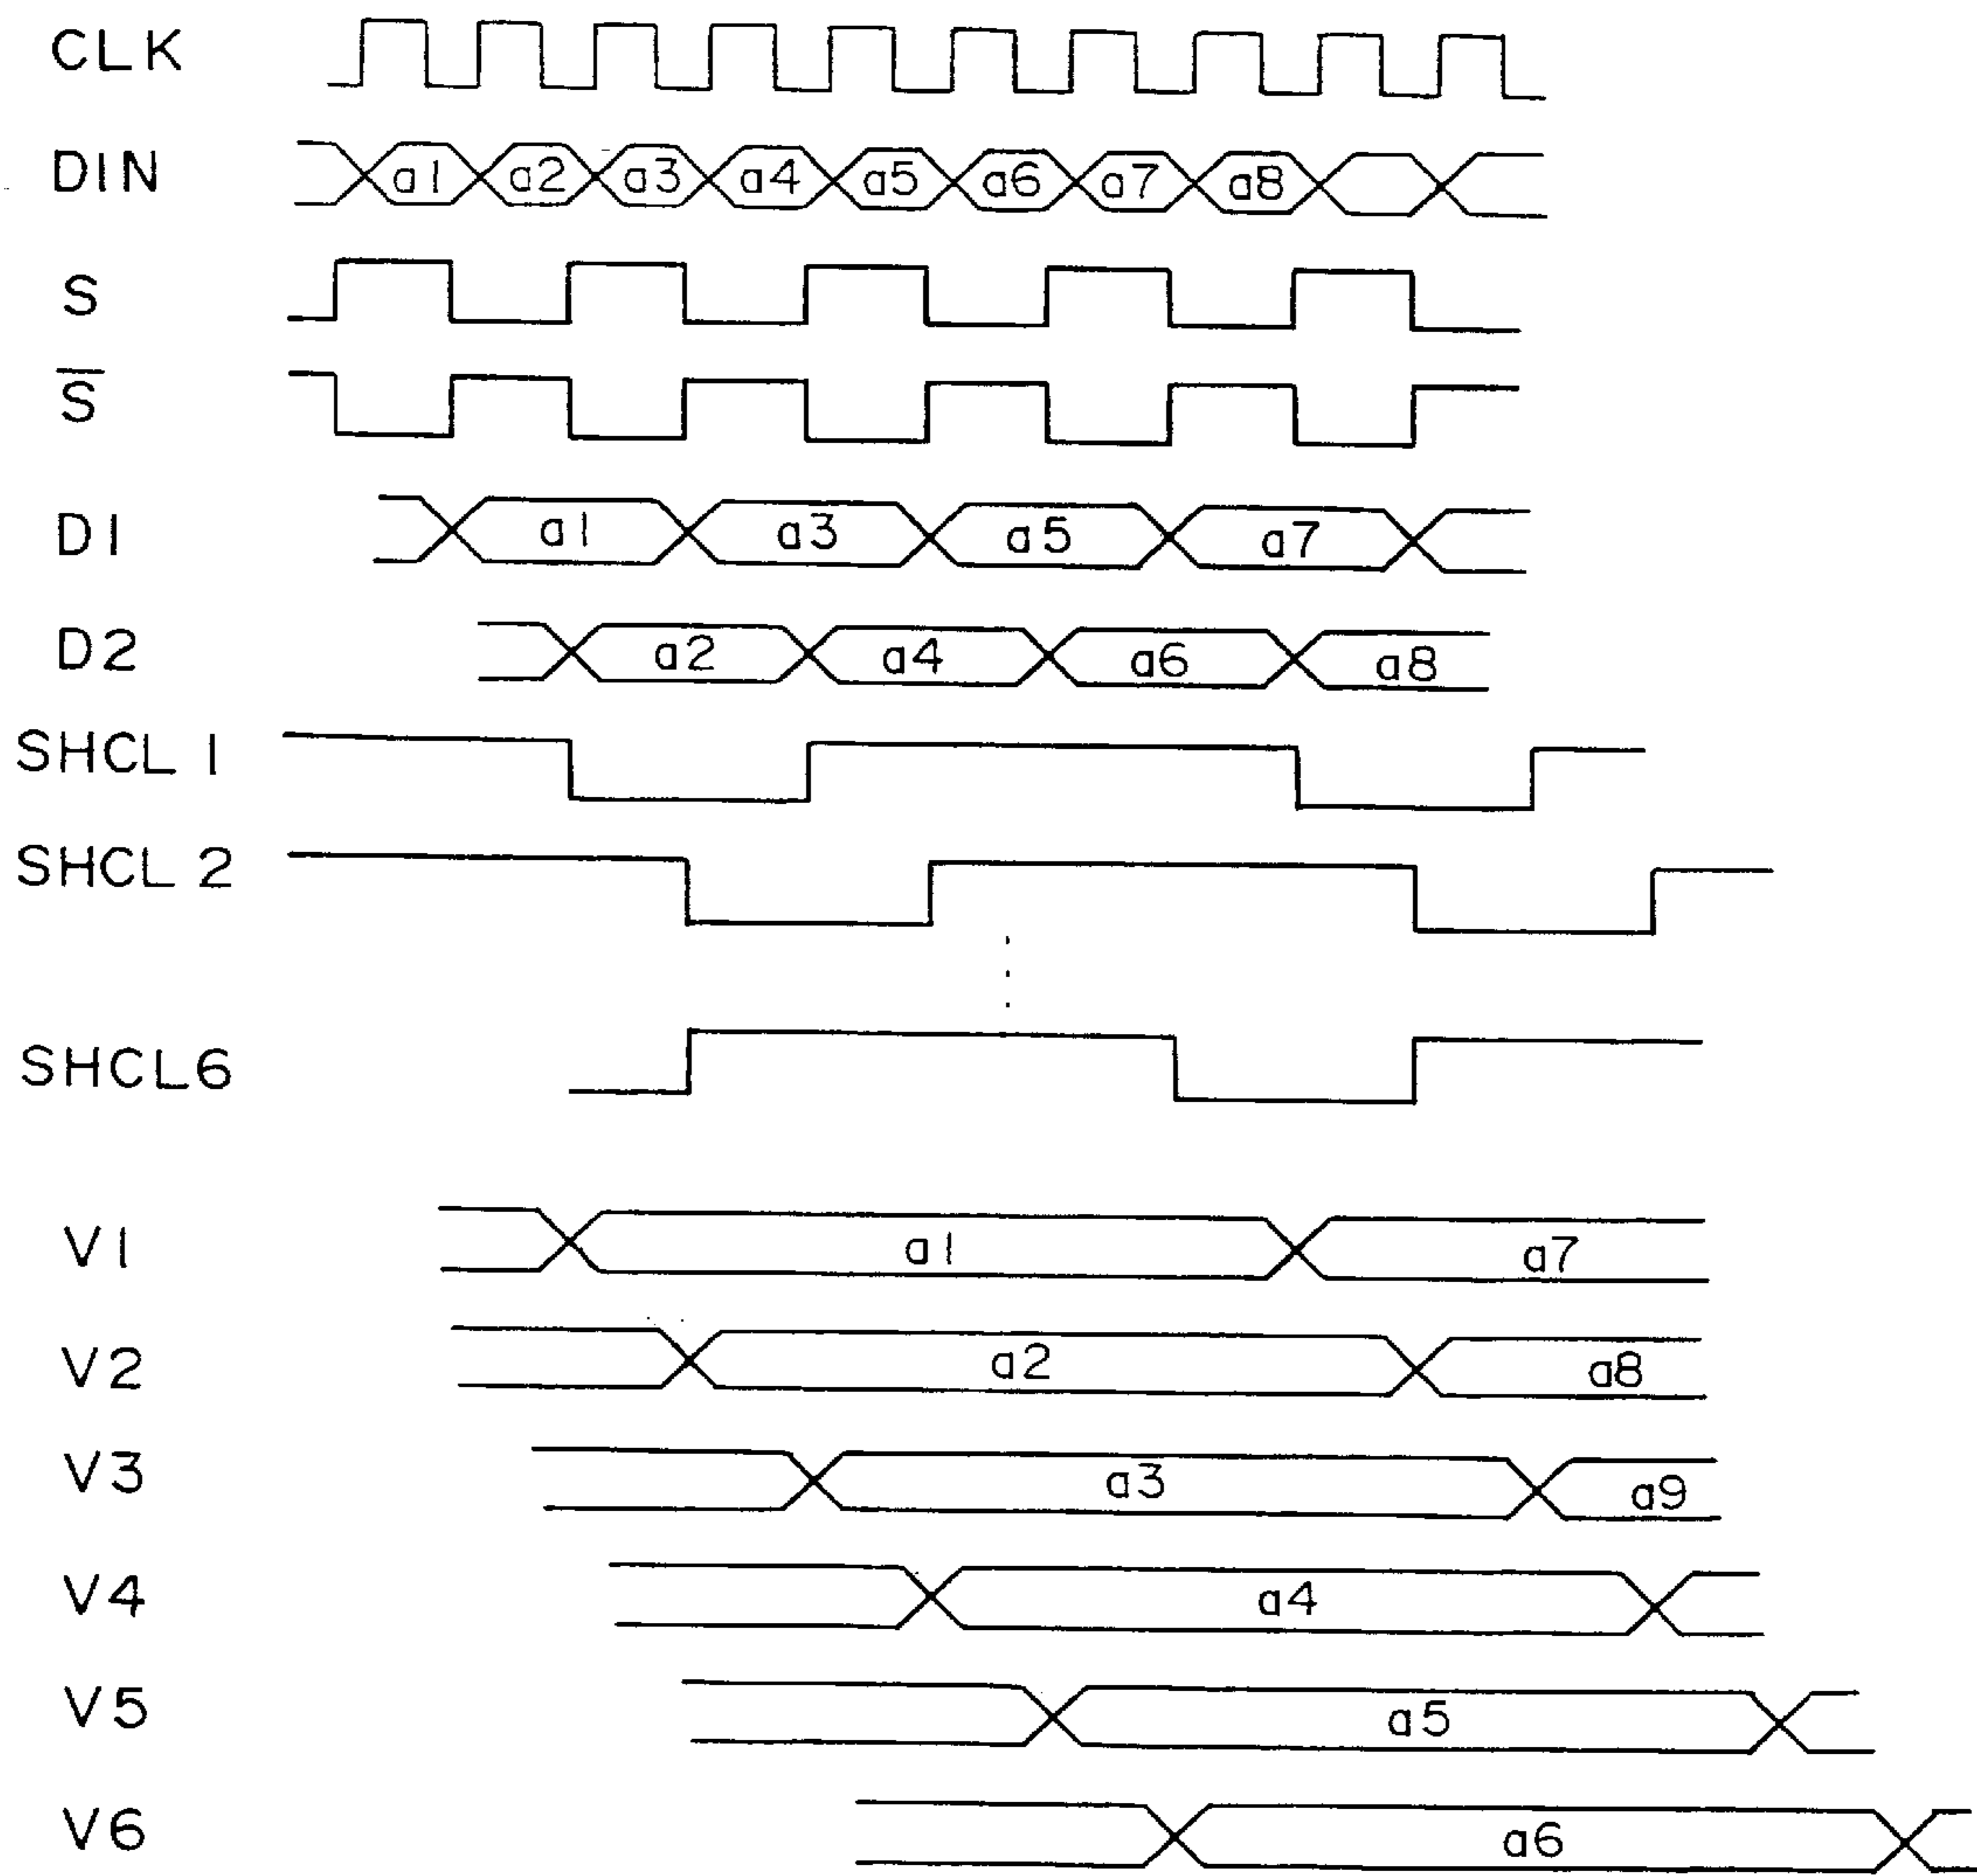 CLK
DIN a1 a2 a3 a4 a5 a6 a7 a8
S
S̅
D1 a1 a3 a5 a7
D2 a2 a4 a6 a8
SHCL 1
SHCL 2
SHCL6
V1 a1 a7
V2 a2 a8
V3 a3 a9
V4 a4
V5 a5
V6 a6